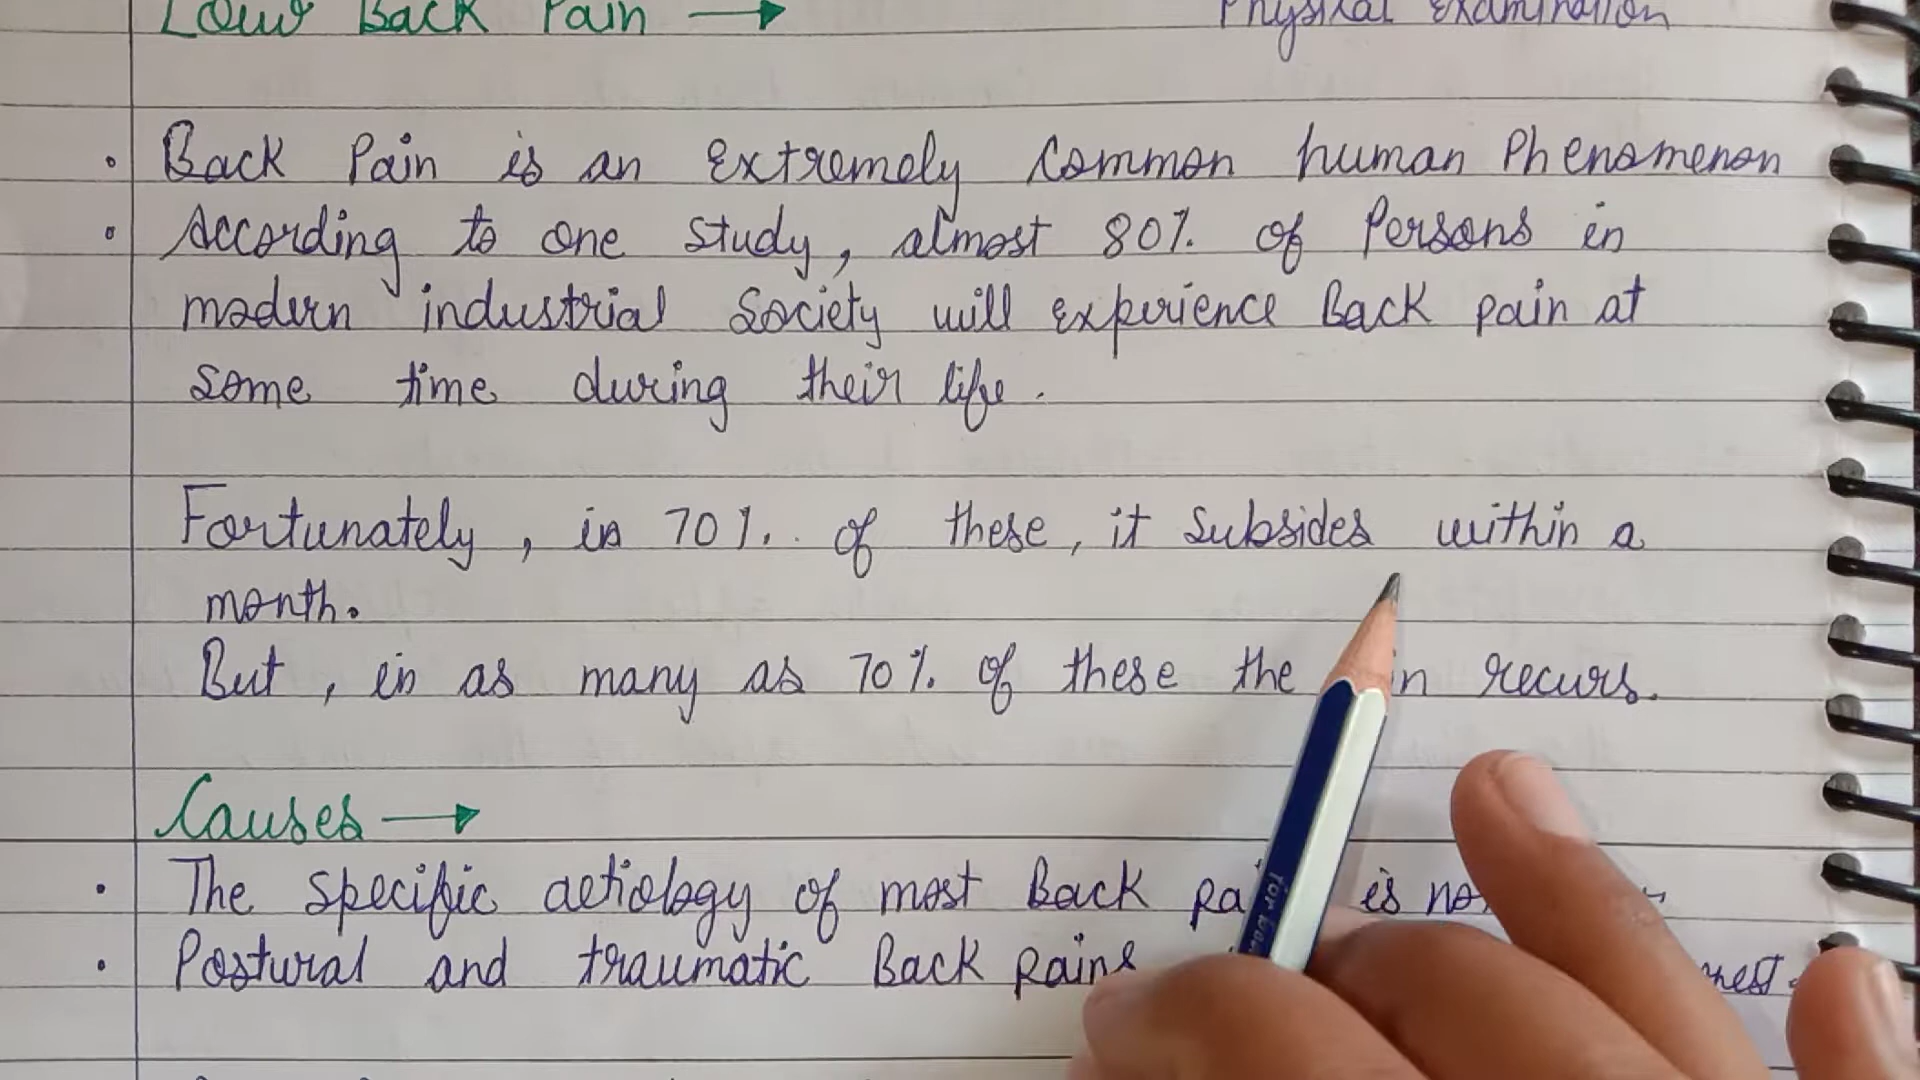 Low Back Pain →
Physical Examination
• Back Pain is an extremely common human Phenomenon
• According to one study, almost 80% of Persons in
modern industrial society will experience Back pain at
some time during their life.
Fortunately, in 70%. of these, it subsides within a
month.
But, in as many as 70% of these the in recurs.
Causes →
• The specific aetiology of most Back pa is no
• Postural and traumatic Back pains nest.